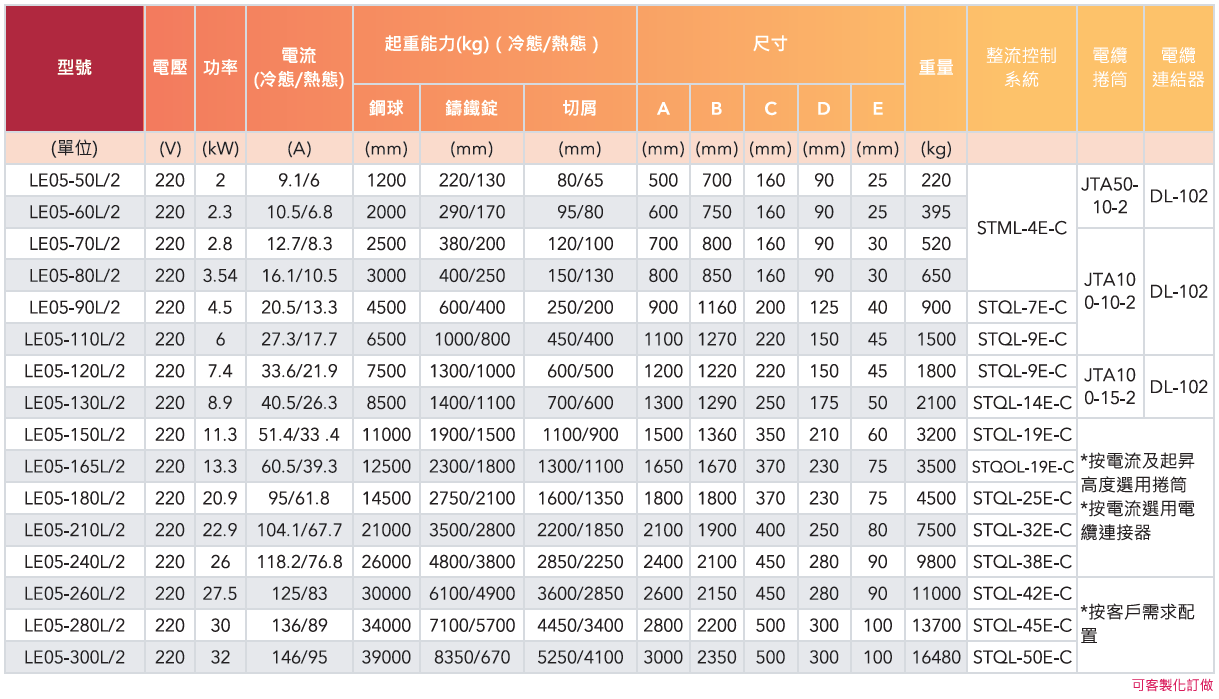 型號 電壓 功率 電流 (冷態/熱態) 起重能力(kg) ( 冷態/熱態 ) 尺寸 重量 整流控制系統 電纜捲筒 電纜連結器
鋼球 鑄鐵錠 切屑 A B C D E
(單位) (V) (kW) (A) (mm) (mm) (mm) (mm) (mm) (mm) (mm) (mm) (kg)
LE05-50L/2 220 2 9.1/6 1200 220/130 80/65 500 700 160 90 25 220 STML-4E-C JTA50-10-2 DL-102
LE05-60L/2 220 2.3 10.5/6.8 2000 290/170 95/80 600 750 160 90 25 395
LE05-70L/2 220 2.8 12.7/8.3 2500 380/200 120/100 700 800 160 90 30 520 JTA100-10-2 DL-102
LE05-80L/2 220 3.54 16.1/10.5 3000 400/250 150/130 800 850 160 90 30 650
LE05-90L/2 220 4.5 20.5/13.3 4500 600/400 250/200 900 1160 200 125 40 900 STQL-7E-C
LE05-110L/2 220 6 27.3/17.7 6500 1000/800 450/400 1100 1270 220 150 45 1500 STQL-9E-C
LE05-120L/2 220 7.4 33.6/21.9 7500 1300/1000 600/500 1200 1220 220 150 45 1800 STQL-9E-C JTA100-15-2 DL-102
LE05-130L/2 220 8.9 40.5/26.3 8500 1400/1100 700/600 1300 1290 250 175 50 2100 STQL-14E-C
LE05-150L/2 220 11.3 51.4/33 .4 11000 1900/1500 1100/900 1500 1360 350 210 60 3200 STQL-19E-C *按電流及起昇高度選用捲筒 *按電流選用電纜連接器
LE05-165L/2 220 13.3 60.5/39.3 12500 2300/1800 1300/1100 1650 1670 370 230 75 3500 STQOL-19E-C
LE05-180L/2 220 20.9 95/61.8 14500 2750/2100 1600/1350 1800 1800 370 230 75 4500 STQL-25E-C
LE05-210L/2 220 22.9 104.1/67.7 21000 3500/2800 2200/1850 2100 1900 400 250 80 7500 STQL-32E-C
LE05-240L/2 220 26 118.2/76.8 26000 4800/3800 2850/2250 2400 2100 450 280 90 9800 STQL-38E-C
LE05-260L/2 220 27.5 125/83 30000 6100/4900 3600/2850 2600 2150 450 280 90 11000 STQL-42E-C *按客戶需求配置
LE05-280L/2 220 30 136/89 34000 7100/5700 4450/3400 2800 2200 500 300 100 13700 STQL-45E-C
LE05-300L/2 220 32 146/95 39000 8350/670 5250/4100 3000 2350 500 300 100 16480 STQL-50E-C
可客製化訂做